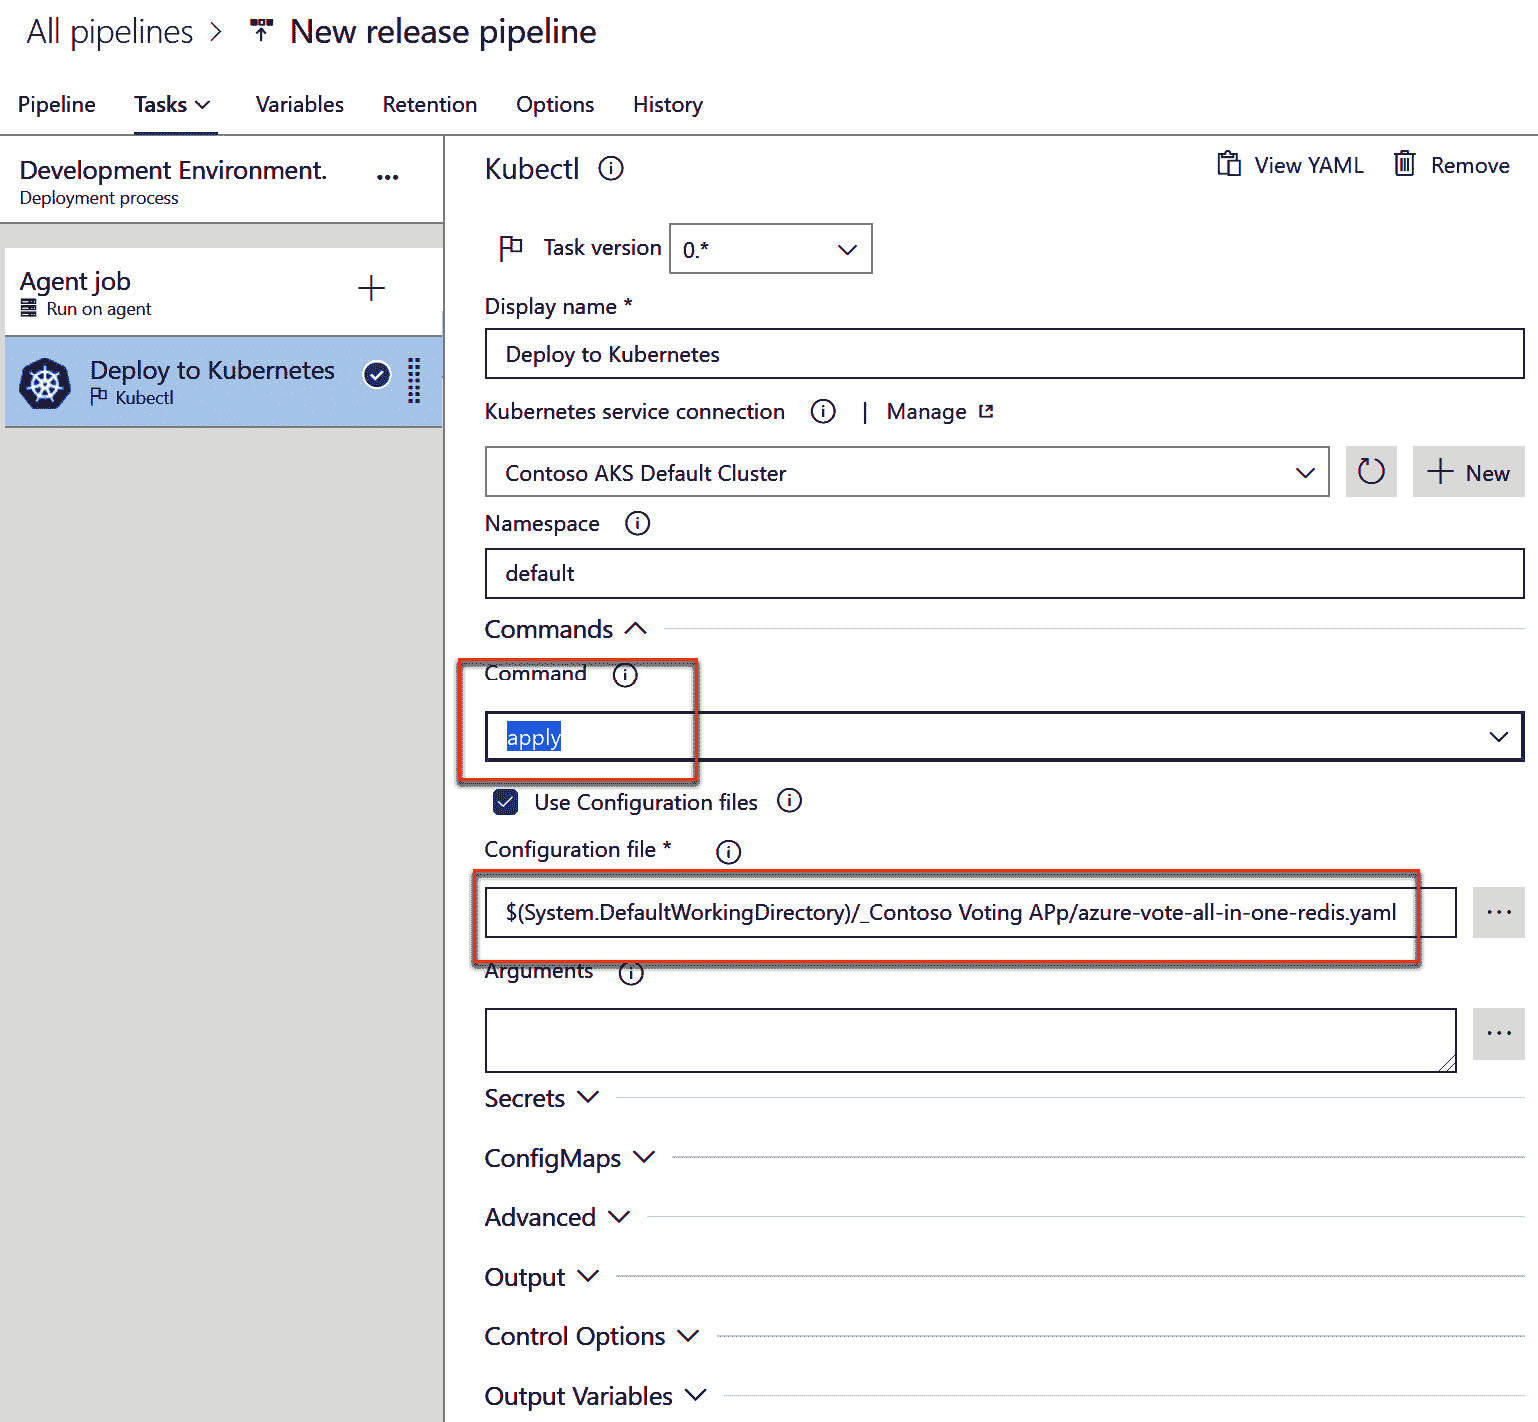 All pipelines > New release pipeline
Pipeline Tasks Variables Retention Options History
Development Environment. ...
Deployment process
Agent job
Run on agent
Deploy to Kubernetes
Kubectl
Kubectl View YAML Remove
Task version 0.*
Display name *
Deploy to Kubernetes
Kubernetes service connection | Manage
Contoso AKS Default Cluster New
Namespace
default
Commands
Command
apply
Use Configuration files
Configuration file *
$(System.DefaultWorkingDirectory)/_Contoso Voting APp/azure-vote-all-in-one-redis.yaml ...
Arguments
...
Secrets
ConfigMaps
Advanced
Output
Control Options
Output Variables